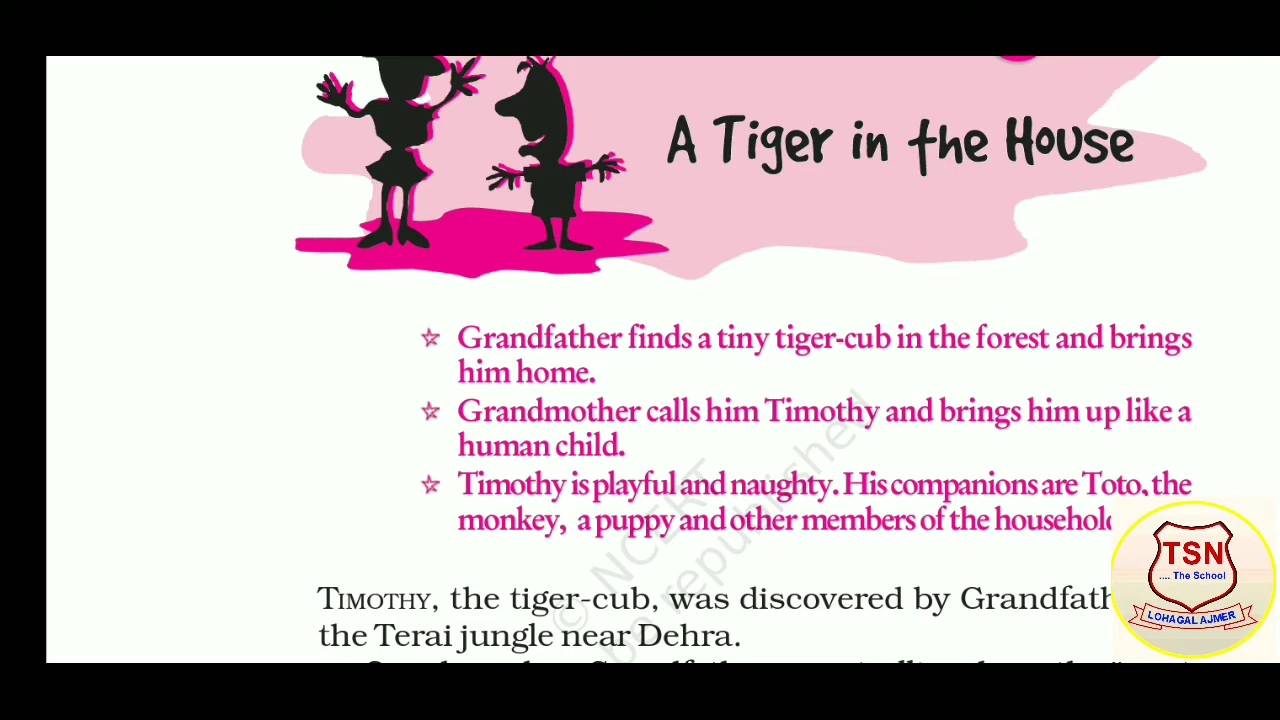 A Tiger in the House
Grandfather finds a tiny tiger-cub in the forest and brings
him home.
Grandmother calls him Timothy and brings him up like a
human child.
Timothy is playful and naughty. His companions are Toto, the
monkey, a puppy and other members of the household
TIMOTHY, the tiger-cub, was discovered by
the Terai jungle near Dehra.
© NCERT
republished
TSN
.... The School
LOHAGAL AJMER